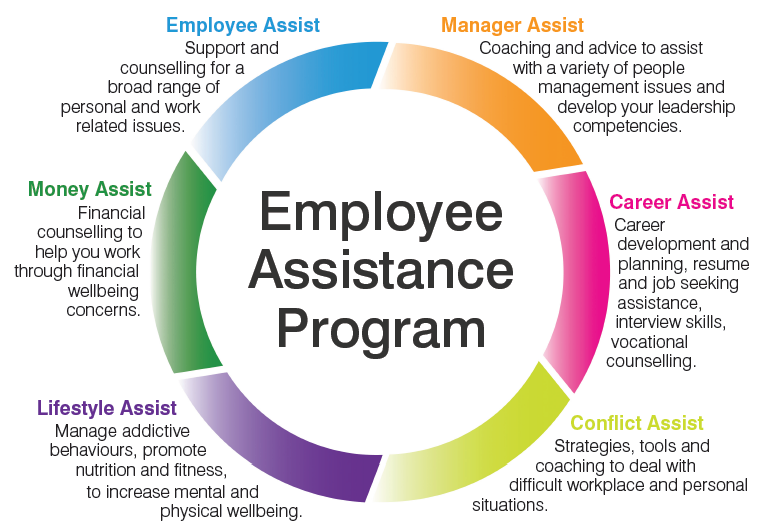 Employee Assist
Support and
counselling for a
broad range of
personal and work
related issues.
Manager Assist
Coaching and advice to assist
with a variety of people
management issues and
develop your leadership
competencies.
Career Assist
Career
development and
planning, resume
and job seeking
assistance,
interview skills,
vocational
counselling.
Conflict Assist
Strategies, tools and
coaching to deal with
difficult workplace and personal
situations.
Lifestyle Assist
Manage addictive
behaviours, promote
nutrition and fitness,
to increase mental and
physical wellbeing.
Money Assist
Financial
counselling to
help you work
through financial
wellbeing
concerns.
Employee
Assistance
Program